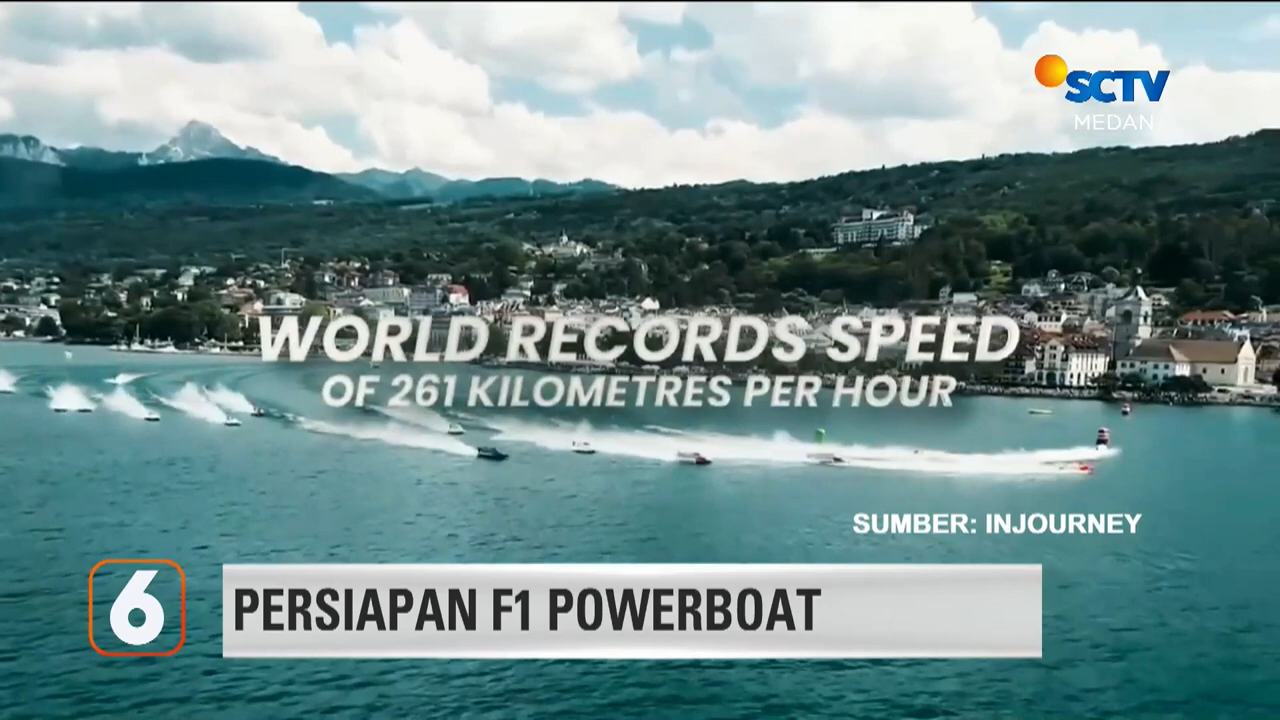 SCTV
MEDAN
WORLD RECORDS SPEED
OF 261 KILOMETRES PER HOUR
SUMBER: INJOURNEY
6
PERSIAPAN F1 POWERBOAT